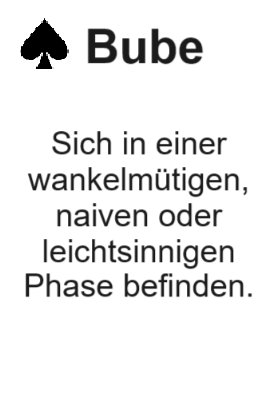 ♠ Bube
Sich in einer
wankelmütigen,
naiven oder
leichtsinnigen
Phase befinden.